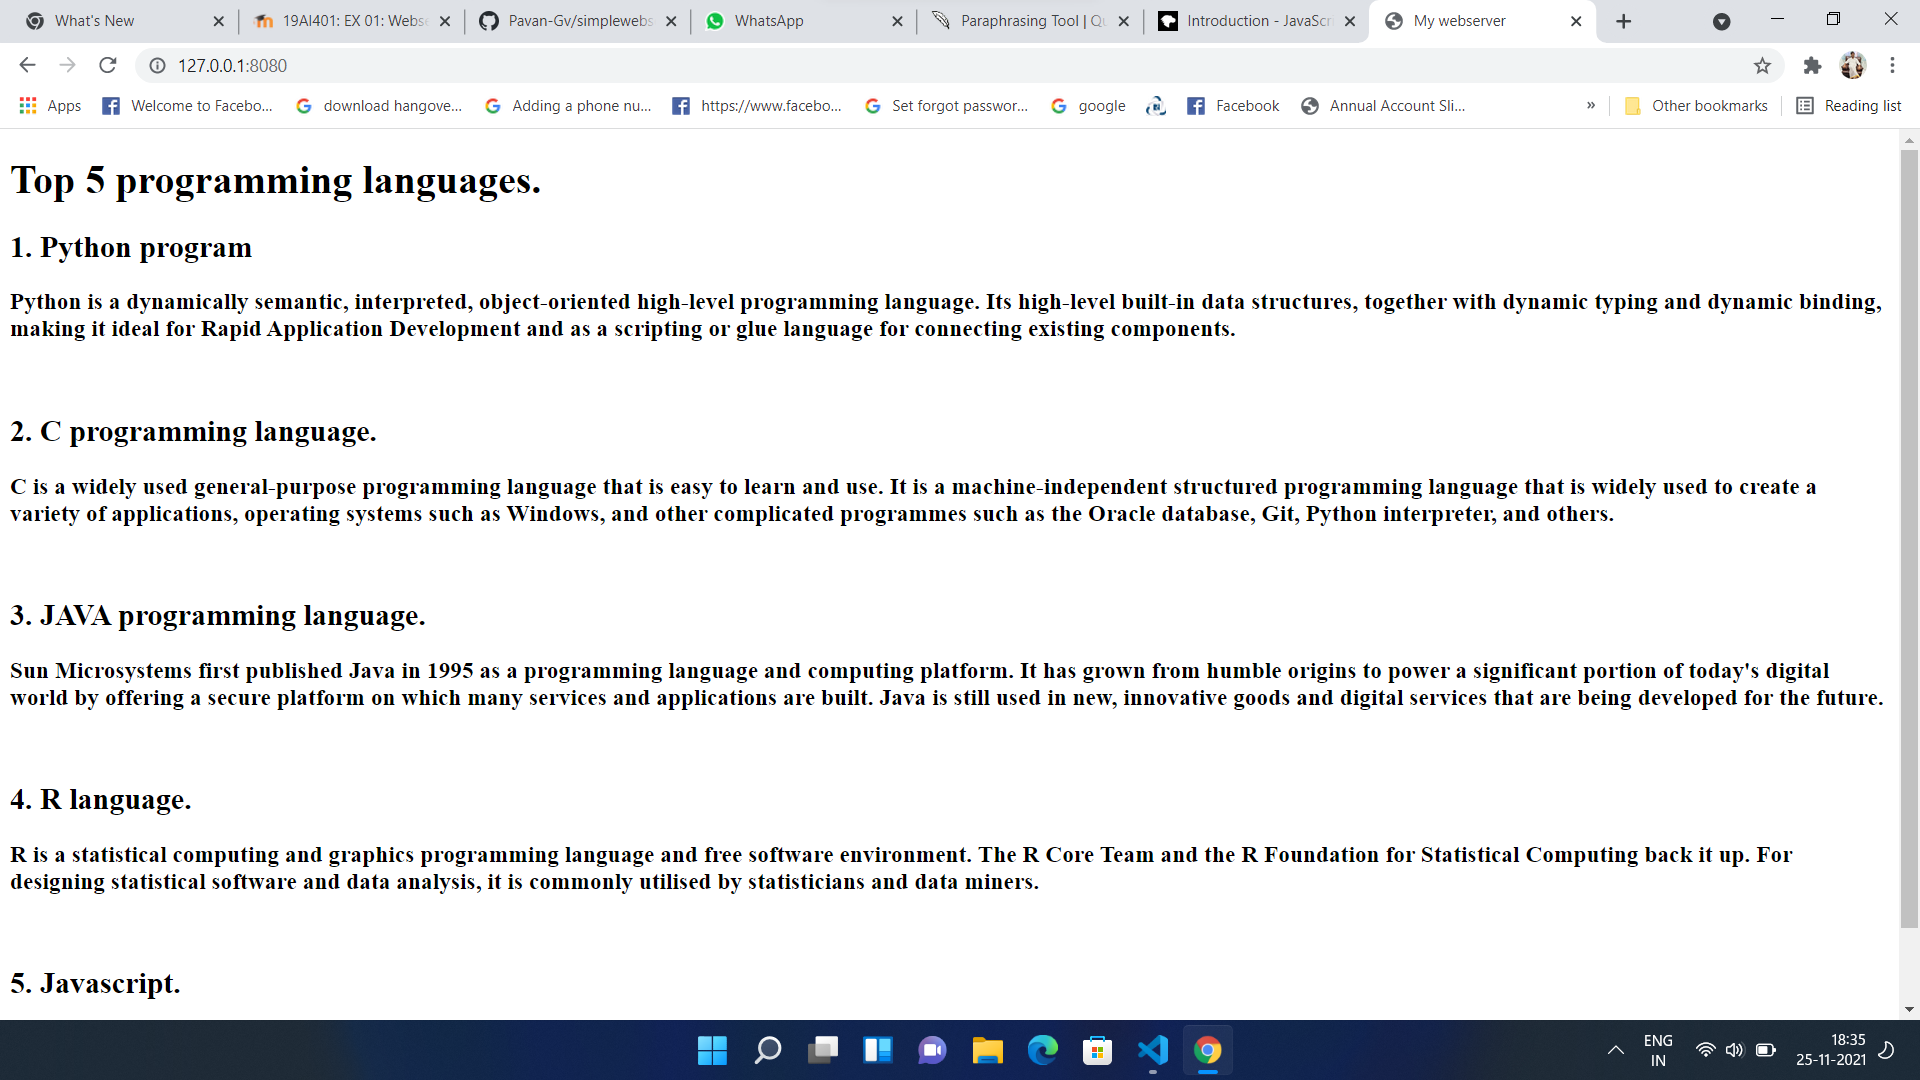 What's New
19AI401: EX 01: Webse
Pavan-Gv/simplewebs
WhatsApp
Paraphrasing Tool | Qu
Introduction - JavaScri
My webserver
127.0.0.1:8080
Apps
Welcome to Facebo...
download hangove...
Adding a phone nu...
https://www.facebo...
Set forgot passwor...
google
Facebook
Annual Account Sli...
»
Other bookmarks
Reading list
Top 5 programming languages.
1. Python program
Python is a dynamically semantic, interpreted, object-oriented high-level programming language. Its high-level built-in data structures, together with dynamic typing and dynamic binding,
making it ideal for Rapid Application Development and as a scripting or glue language for connecting existing components.
2. C programming language.
C is a widely used general-purpose programming language that is easy to learn and use. It is a machine-independent structured programming language that is widely used to create a
variety of applications, operating systems such as Windows, and other complicated programmes such as the Oracle database, Git, Python interpreter, and others.
3. JAVA programming language.
Sun Microsystems first published Java in 1995 as a programming language and computing platform. It has grown from humble origins to power a significant portion of today's digital
world by offering a secure platform on which many services and applications are built. Java is still used in new, innovative goods and digital services that are being developed for the future.
4. R language.
R is a statistical computing and graphics programming language and free software environment. The R Core Team and the R Foundation for Statistical Computing back it up. For
designing statistical software and data analysis, it is commonly utilised by statisticians and data miners.
5. Javascript.
ENG
IN
18:35
25-11-2021